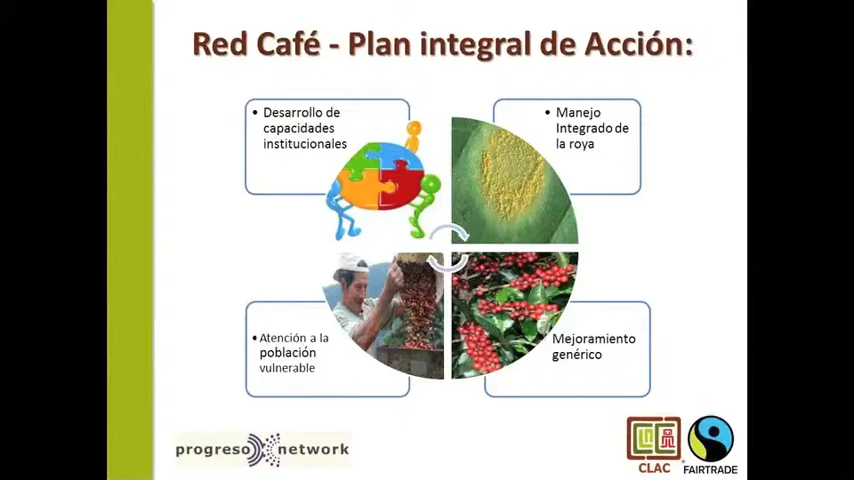 Red Café - Plan integral de Acción:
• Desarrollo de
capacidades
institucionales
• Manejo
Integrado de
la roya
• Atención a la
población
vulnerable
Mejoramiento
genérico
progreso network
CLAC
FAIRTRADE